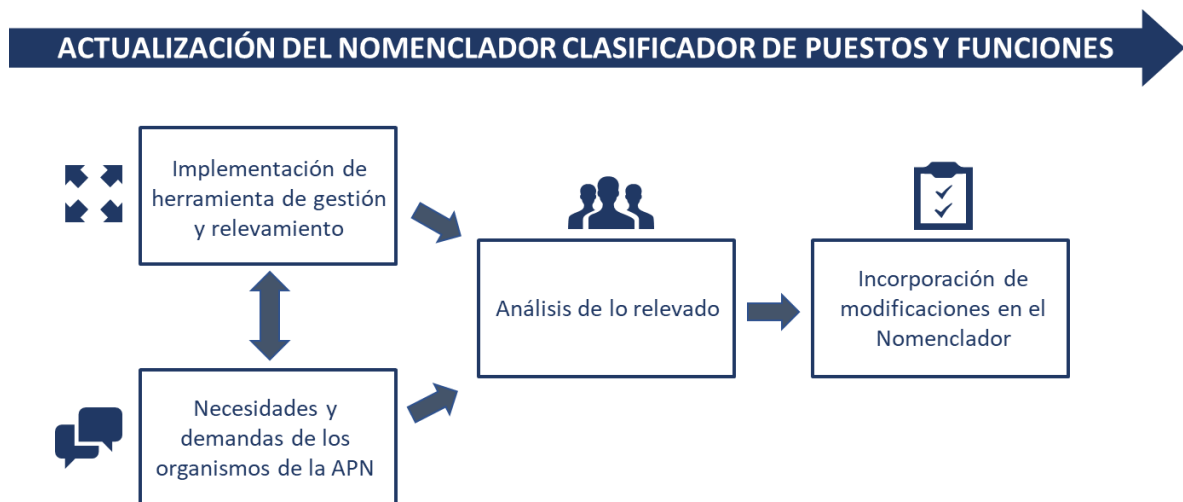 ACTUALIZACIÓN DEL NOMENCLADOR CLASIFICADOR DE PUESTOS Y FUNCIONES
Implementación de
herramienta de gestión
y relevamiento
Necesidades y
demandas de los
organismos de la APN
Análisis de lo relevado
Incorporación de
modificaciones en el
Nomenclador